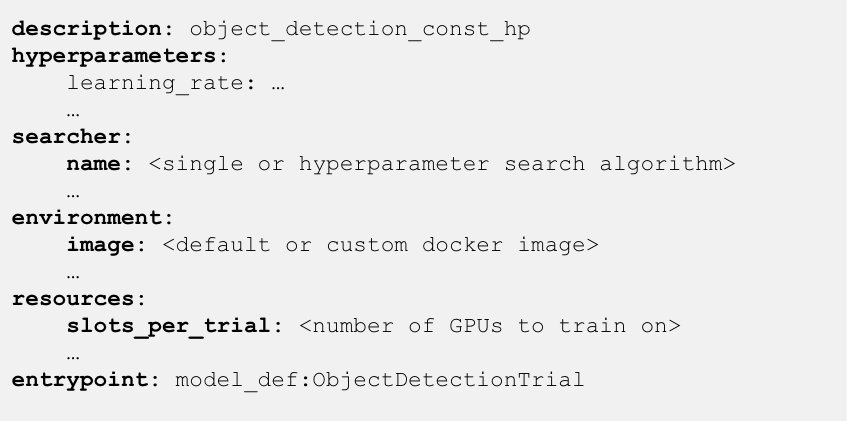 description: object_detection_const_hp
hyperparameters:
    learning_rate: …
    …
searcher:
    name: <single or hyperparameter search algorithm>
    …
environment:
    image: <default or custom docker image>
    …
resources:
    slots_per_trial: <number of GPUs to train on>
    …
entrypoint: model_def:ObjectDetectionTrial